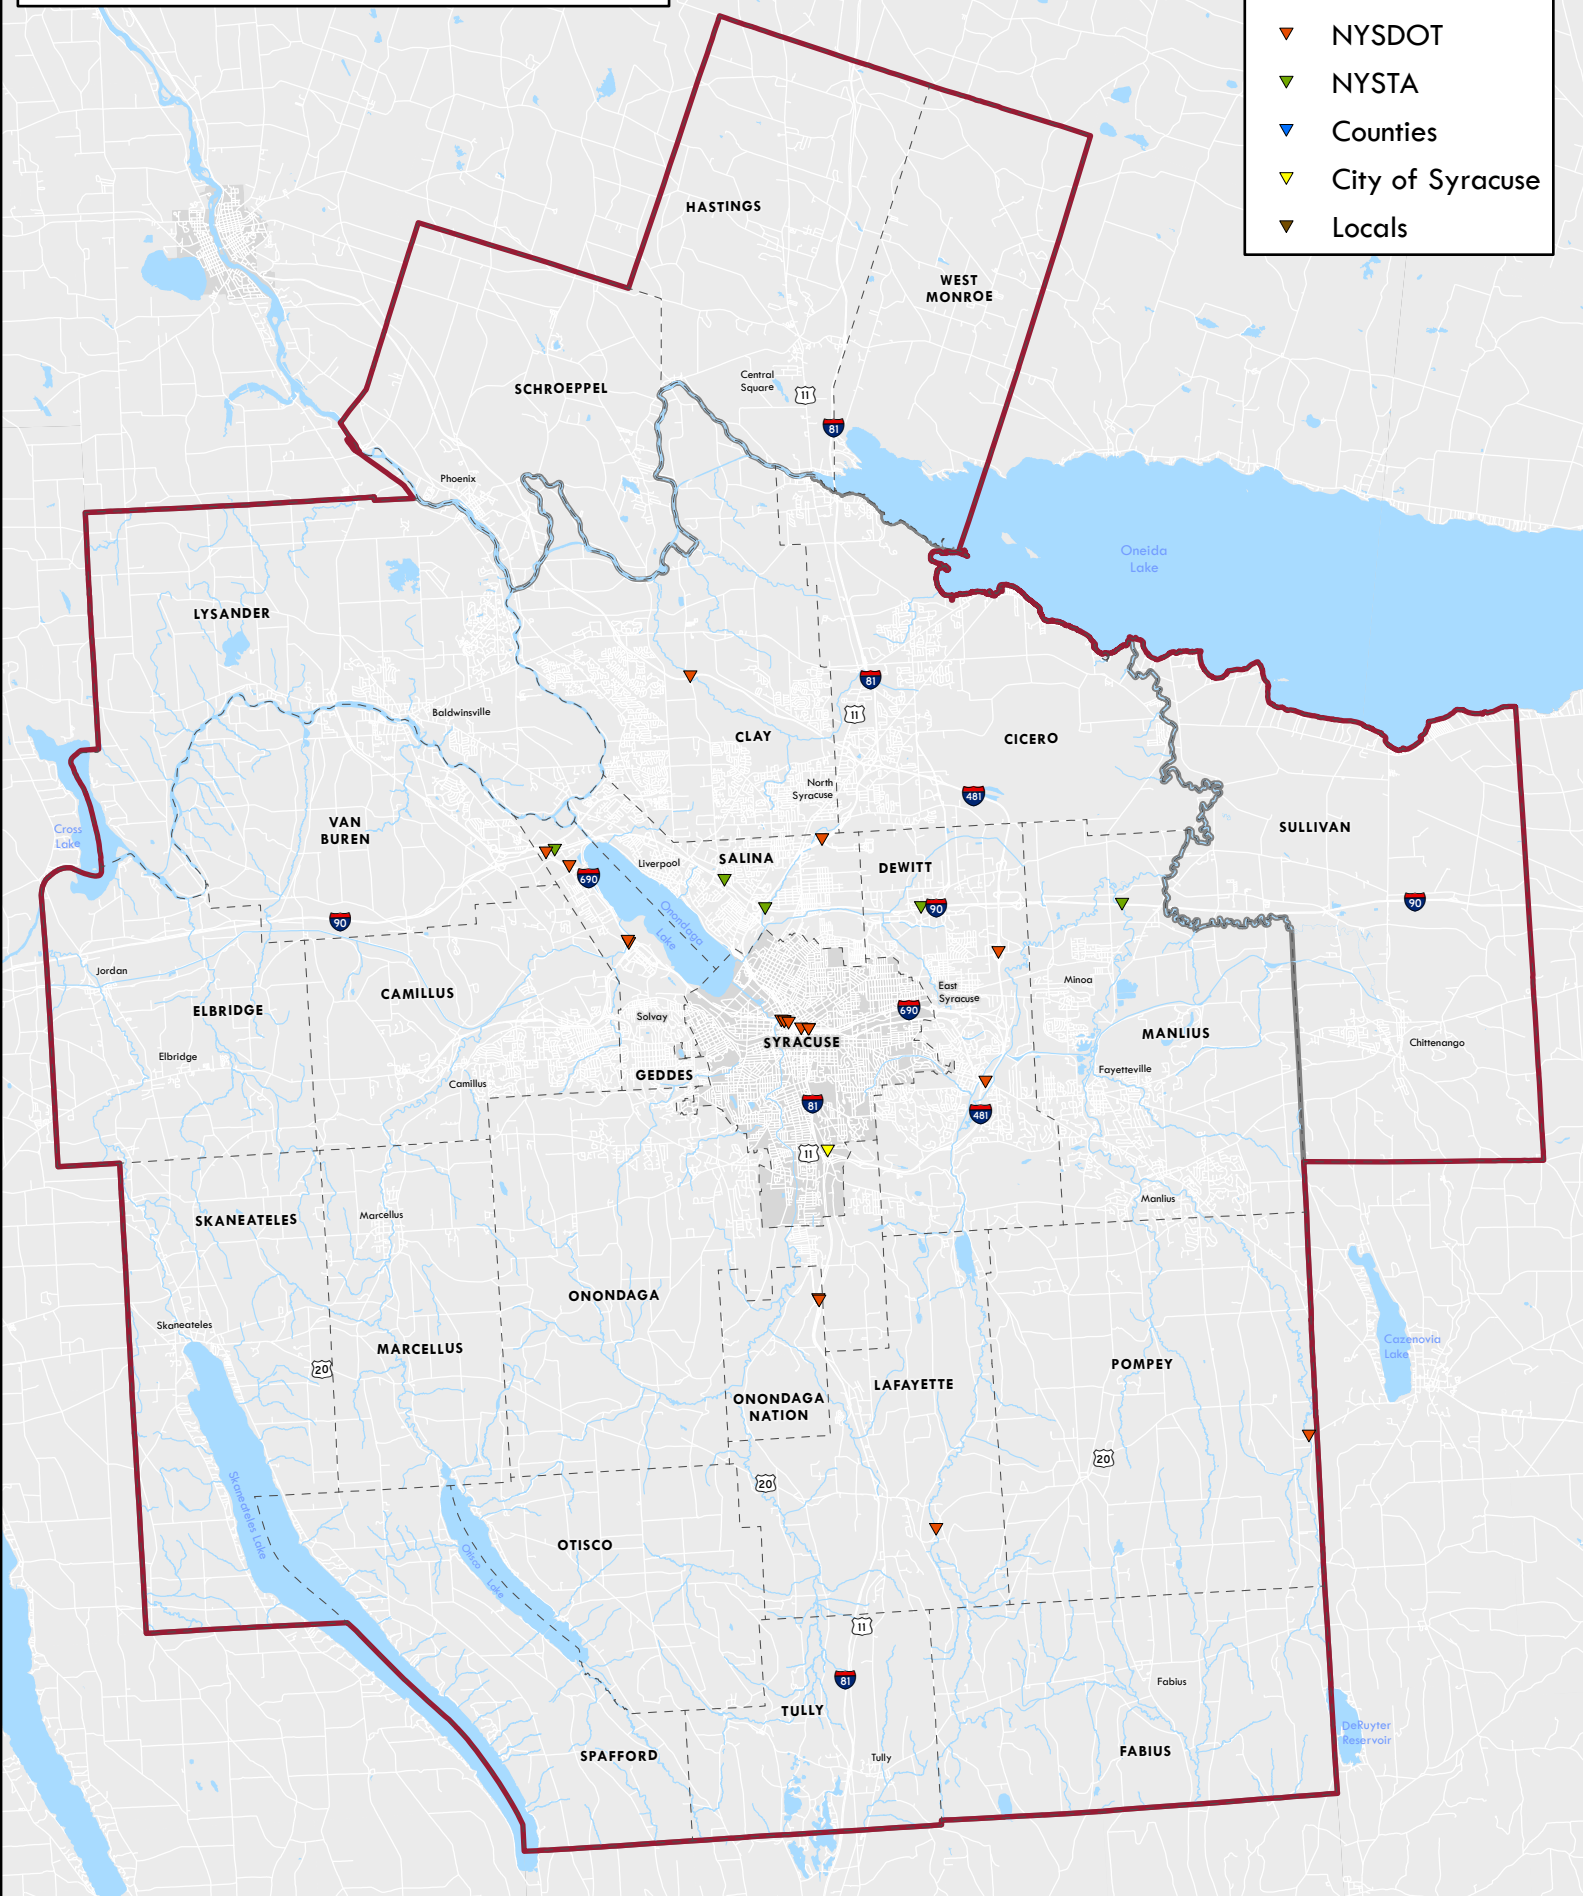 NYSDOT
NYSTA
Counties
City of Syracuse
Locals
HASTINGS
WEST
MONROE
Central
Square
11
81
SCHROEPPEL
Phoenix
Oneida
Lake
LYSANDER
81
11
Baldwinsville
CLAY
CICERO
North
Syracuse
481
Cross
Lake
VAN
BUREN
SULLIVAN
Liverpool
SALINA
DEWITT
690
90
90
90
Onondaga
Lake
Jordan
CAMILLUS
East
Syracuse
Minoa
ELBRIDGE
Solvay
690
MANLIUS
SYRACUSE
Chittenango
Elbridge
Camillus
GEDDES
Fayetteville
81
481
11
Manlius
SKANEATELES
Marcellus
ONONDAGA
Skaneateles
MARCELLUS
20
Cazenovia
Lake
POMPEY
LAFAYETTE
ONONDAGA
NATION
20
20
Skaneateles Lake
OTISCO
Otisco Lake
11
81
Fabius
TULLY
DeRuyter
Reservoir
SPAFFORD
Tully
FABIUS